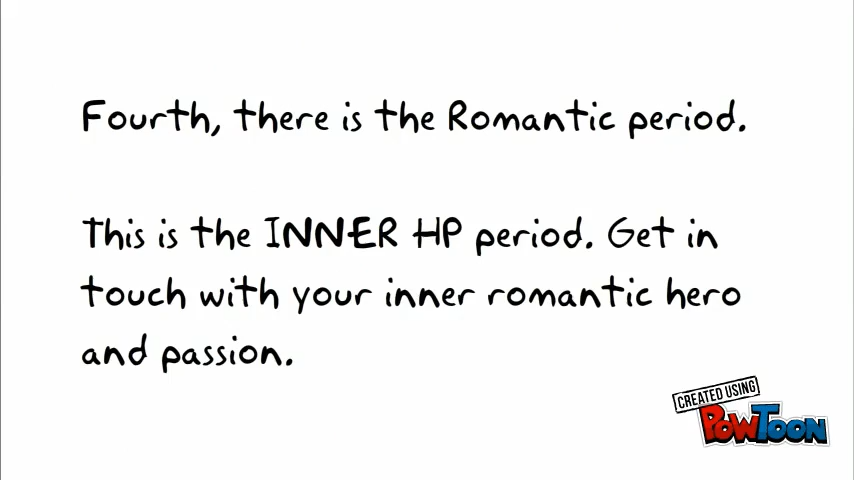 Fourth, there is the Romantic period.
This is the INNER HP period. Get in
touch with your inner romantic hero
and passion.
CREATED USING
POWTOON